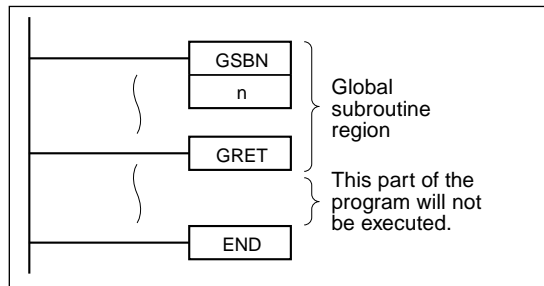 GSBN
n
Global
subroutine
region
GRET
This part of the
program will not
be executed.
END